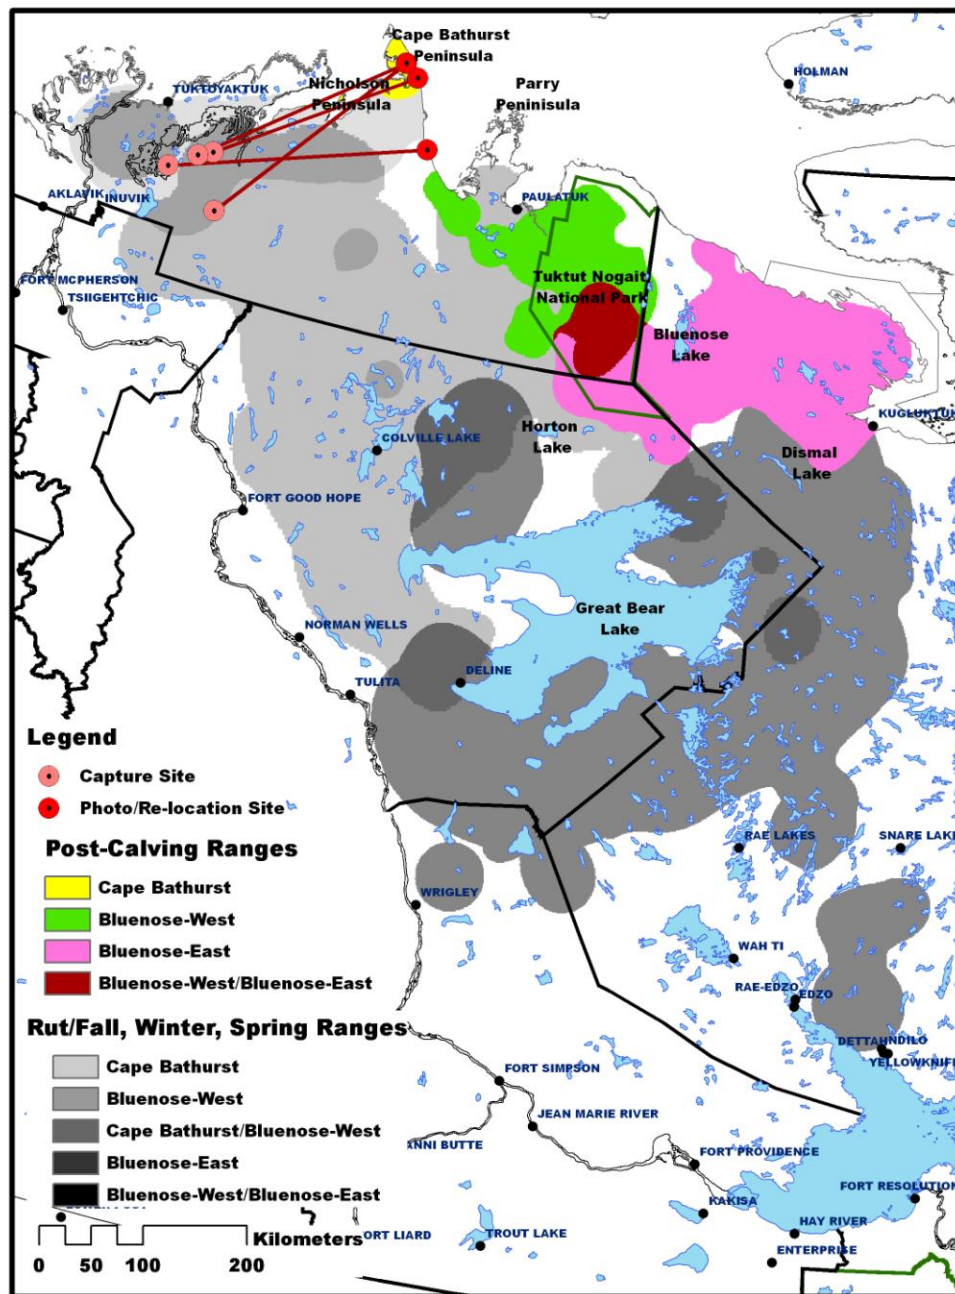 Cape Bathurst
Peninsula
HOLMAN
TUKTOYAKTUK
Nicholson
Peninsula
Parry
Peninisula
AKLAVIK
INUVIK
PAULATUK
FORT MCPHERSON
TSIIGEHTCHIC
Tuktut Nogait
National Park
Bluenose
Lake
KUGLUKTUK
Horton
Lake
COLVILLE LAKE
Dismal
Lake
FORT GOOD HOPE
Great Bear
Lake
NORMAN WELLS
DELINE
TULITA
Legend
Capture Site
Photo/Re-location Site
RAE LAKES
SNARE LAKE
Post-Calving Ranges
Cape Bathurst
Bluenose-West
Bluenose-East
Bluenose-West/Bluenose-East
WRIGLEY
WAH TI
RAE-EDZO
EDZO
DETTAH
NDILO
YELLOWKNIFE
Rut/Fall, Winter, Spring Ranges
Cape Bathurst
Bluenose-West
Cape Bathurst/Bluenose-West
Bluenose-East
Bluenose-West/Bluenose-East
FORT SIMPSON
JEAN MARIE RIVER
ANNI BUTTE
FORT PROVIDENCE
FORT RESOLUTION
KAKISA
HAY RIVER
ENTERPRISE
ORT LIARD
TROUT LAKE
Kilometers
0 50 100 200